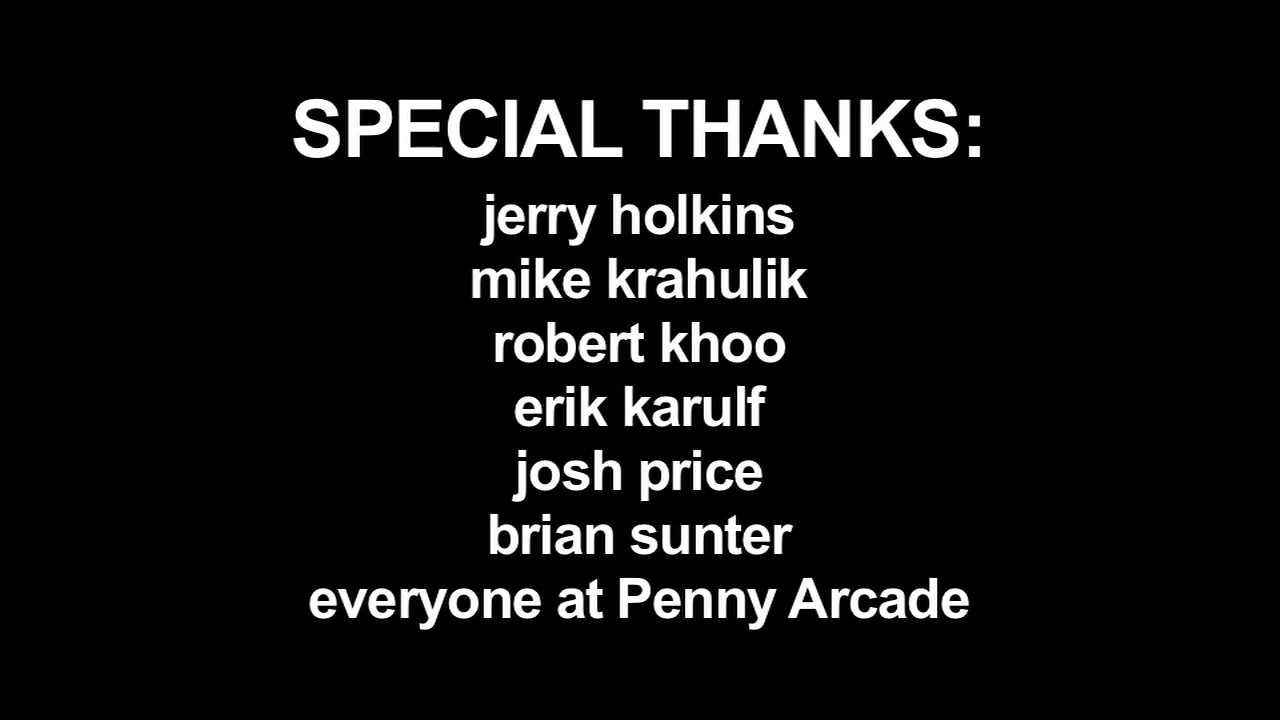 SPECIAL THANKS:
jerry holkins
mike krahulik
robert khoo
erik karulf
josh price
brian sunter
everyone at Penny Arcade